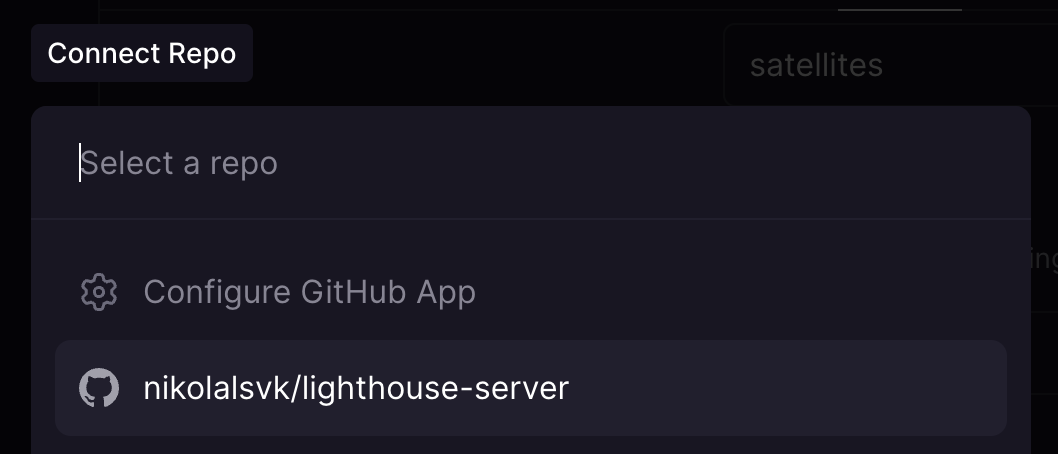 Connect Repo
satellites
Select a repo
Configure GitHub App
nikolalsvk/lighthouse-server